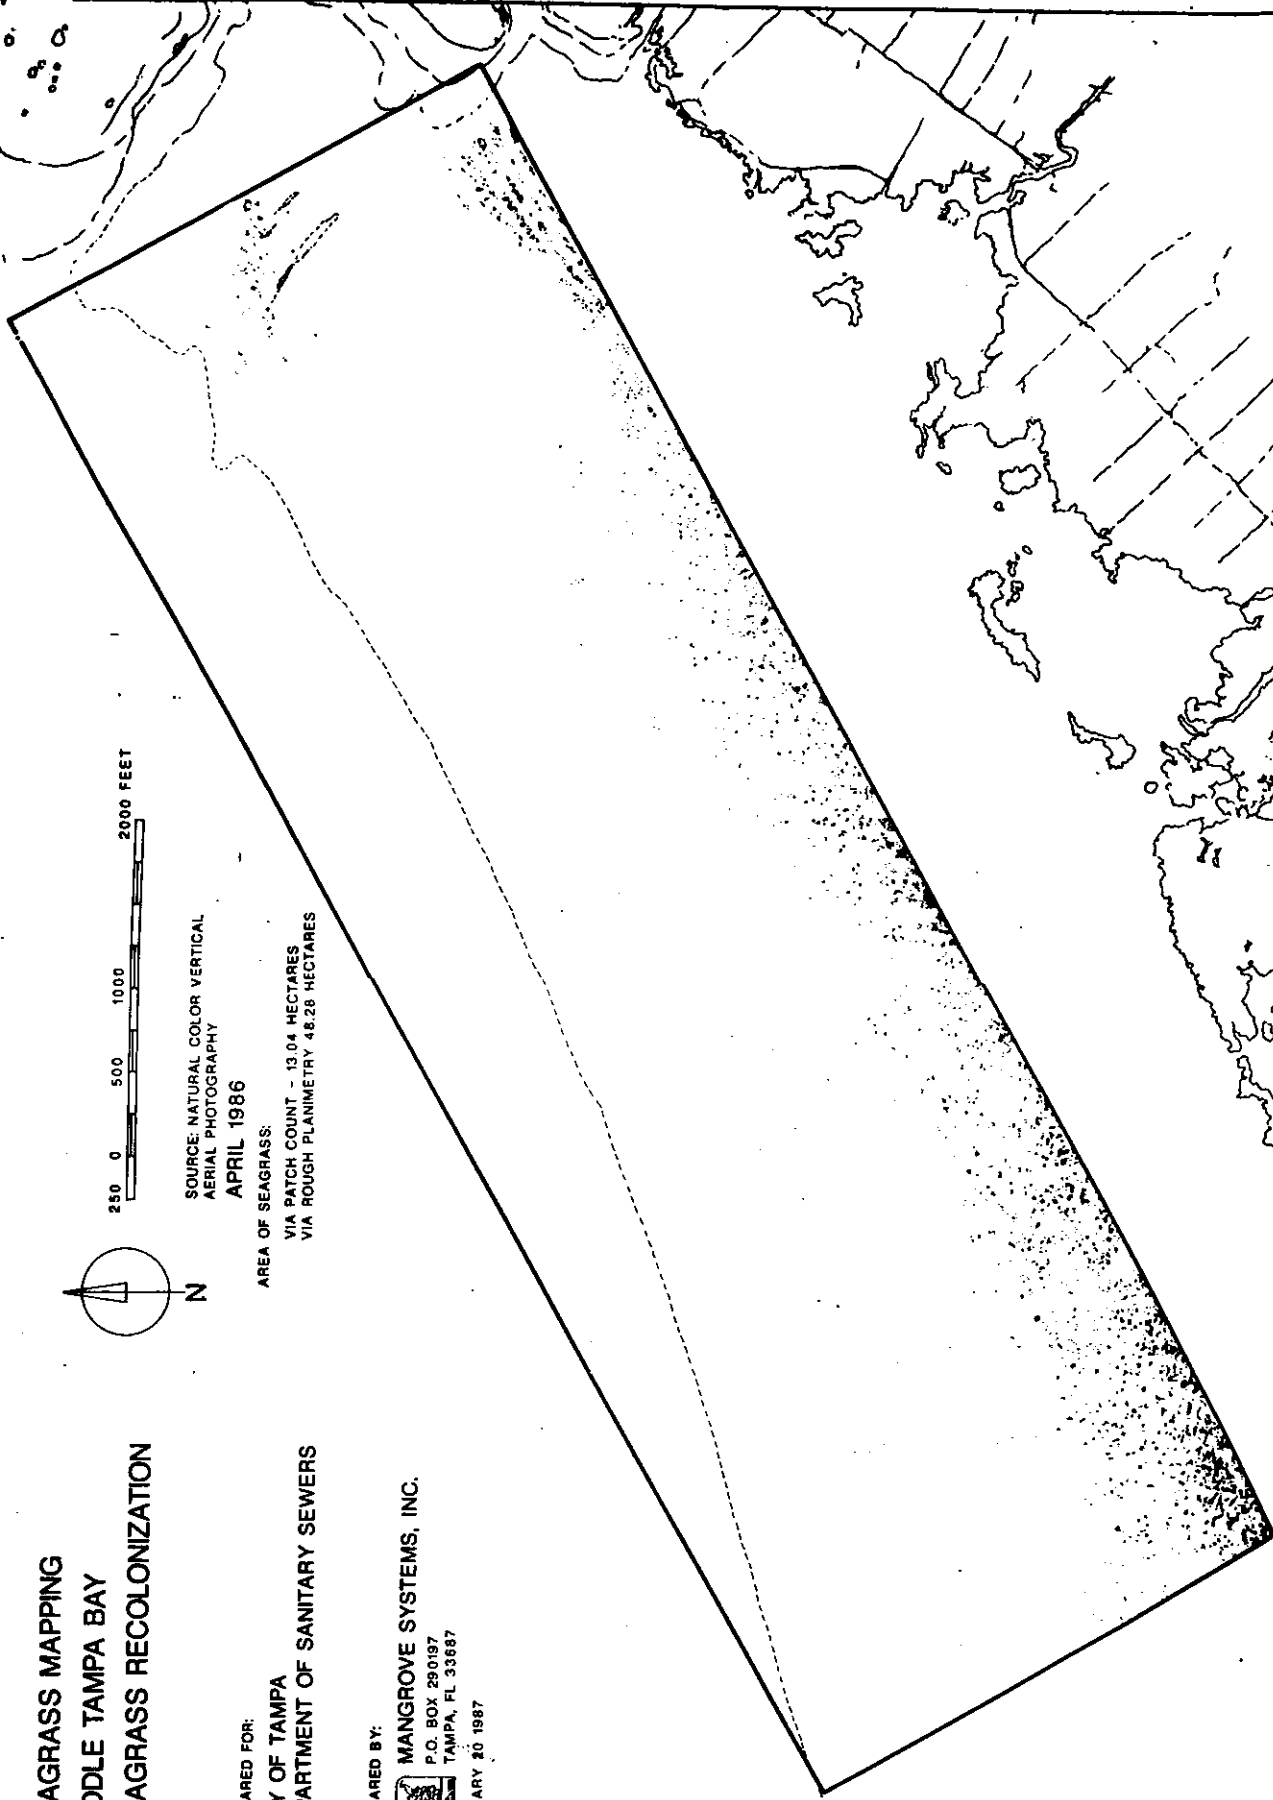 AGRASS MAPPING
DDLE TAMPA BAY
AGRASS RECOLONIZATION
ARED FOR:
Y OF TAMPA
ARTMENT OF SANITARY SEWERS
ARED BY:
MANGROVE SYSTEMS, INC.
P.O. BOX 290197
TAMPA, FL 33687
ARY 20 1987
N
250 0 500 1000 2000 FEET
SOURCE: NATURAL COLOR VERTICAL
AERIAL PHOTOGRAPHY
APRIL 1986
AREA OF SEAGRASS:
VIA PATCH COUNT - 13.04 HECTARES
VIA ROUGH PLANIMETRY 48.28 HECTARES